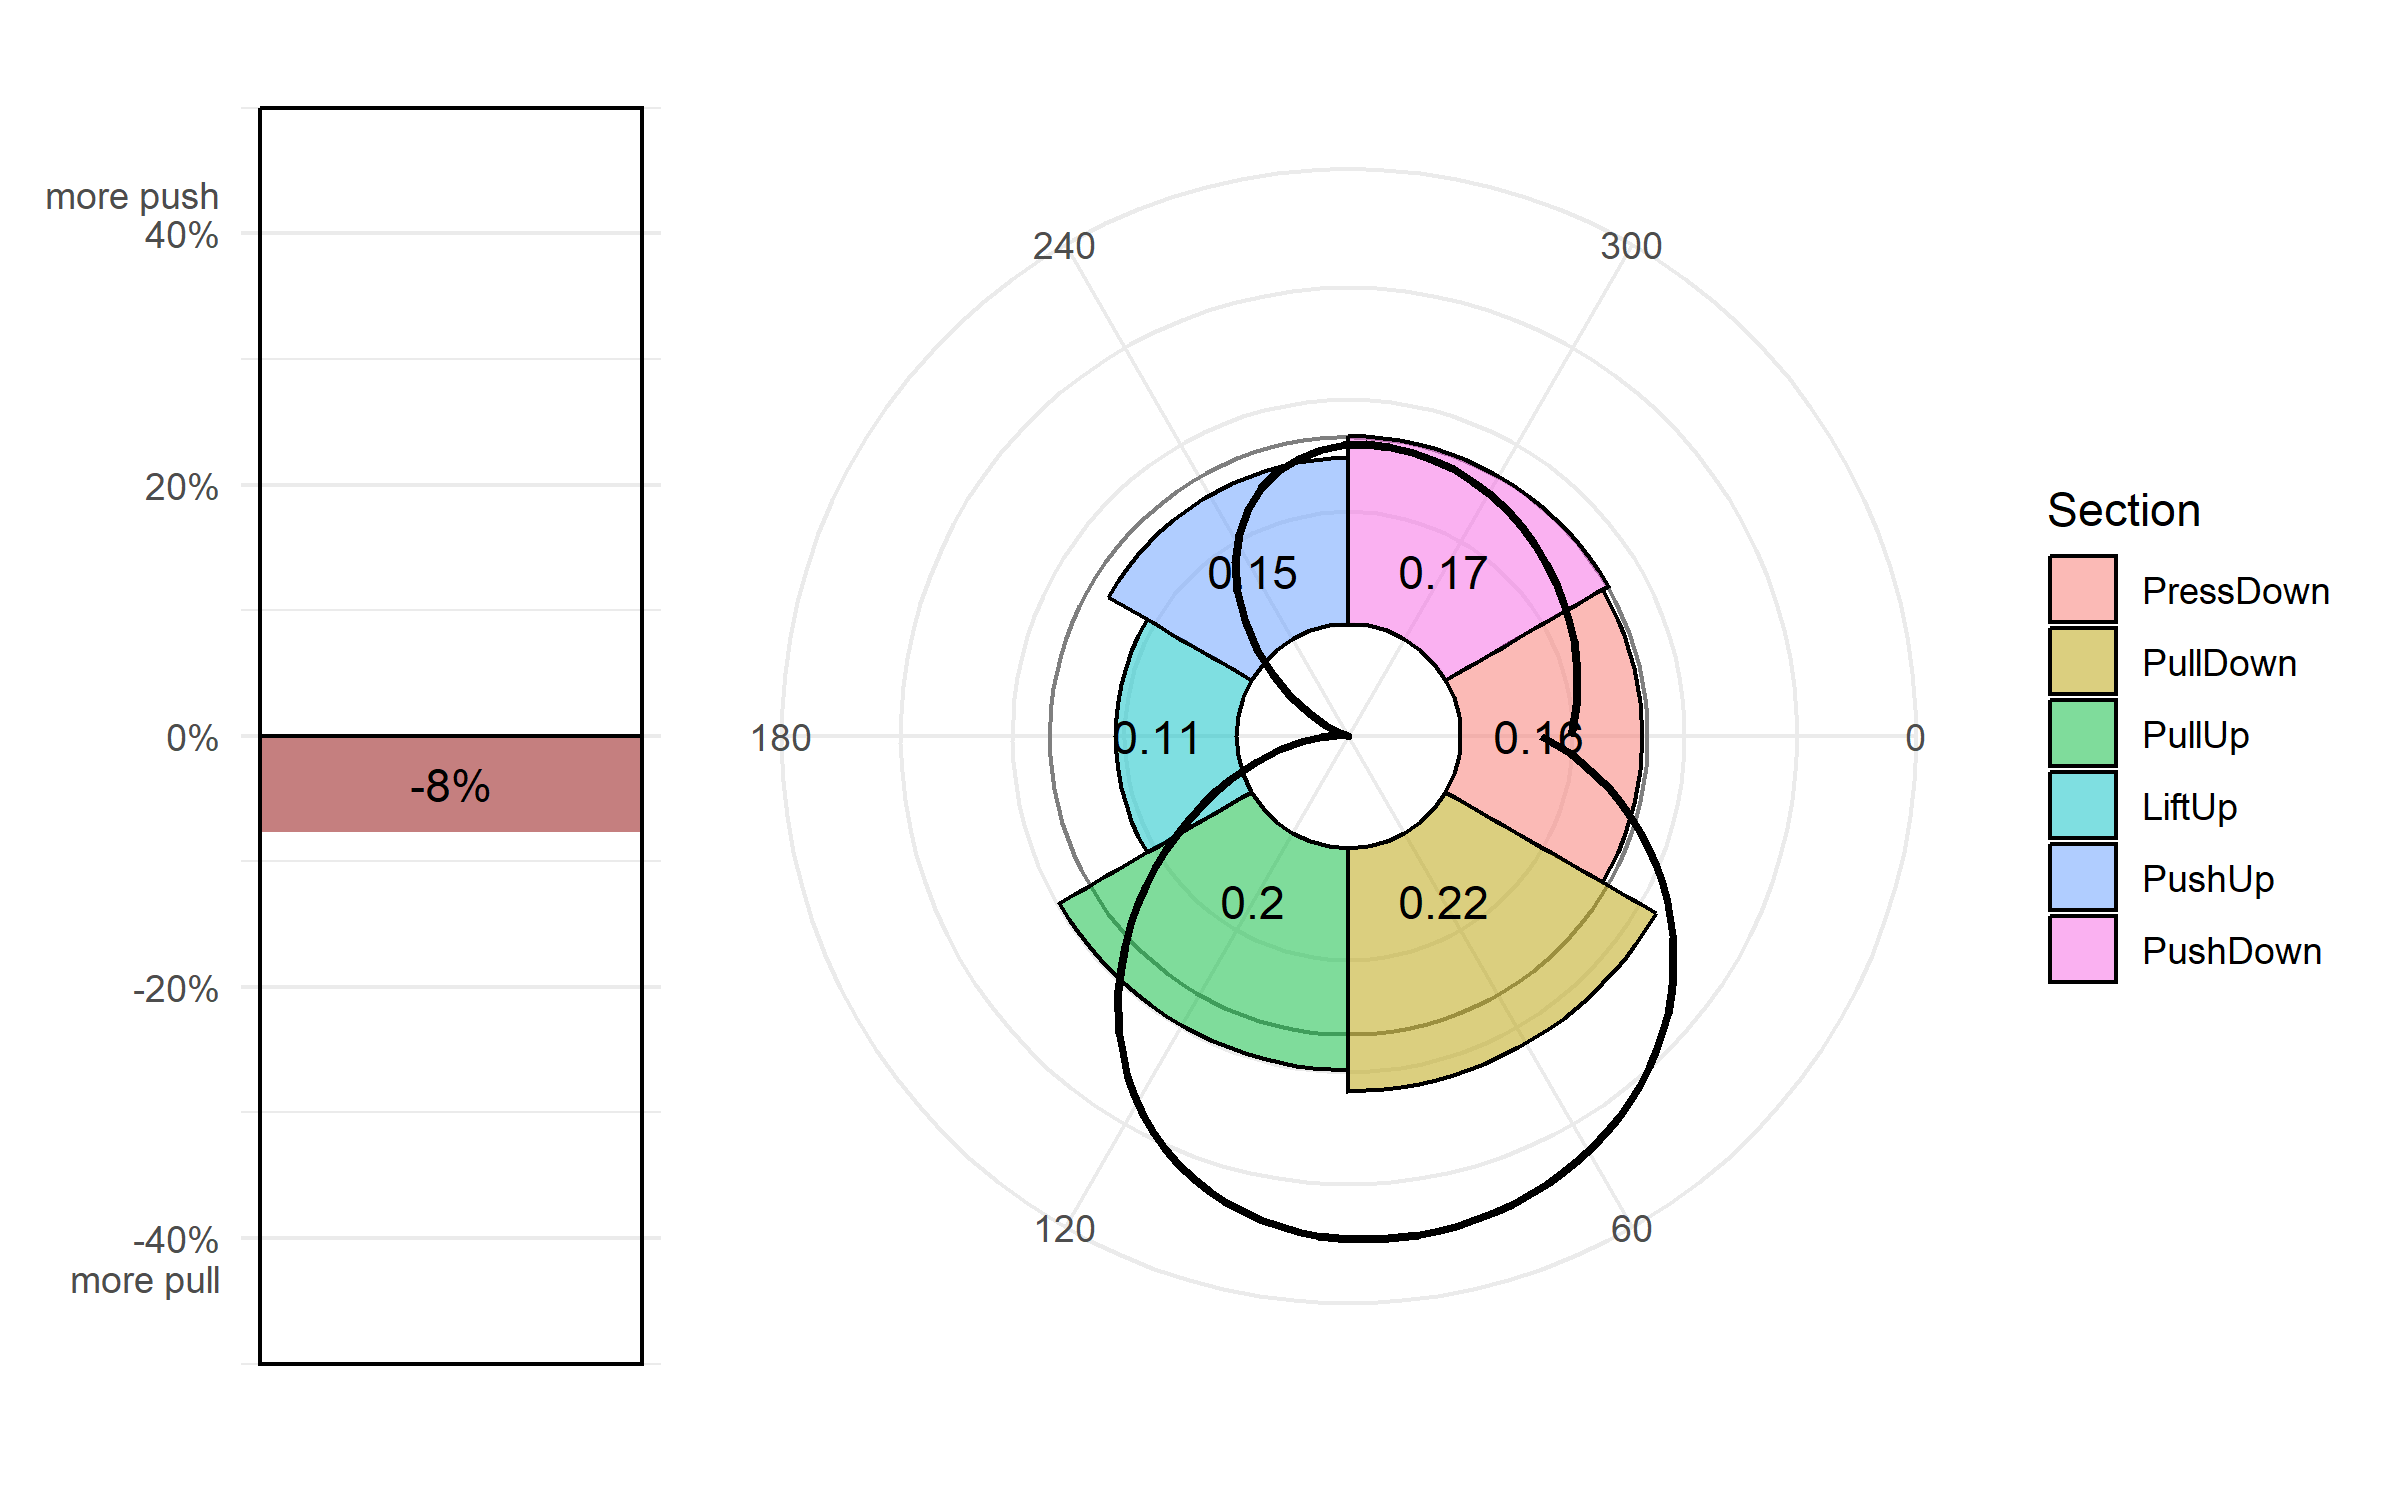 more push
40%
20%
0%
-20%
-40%
more pull
-8%
240
300
180
0
120
60
0.15
0.17
0.11
0.16
0.2
0.22
Section
PressDown
PullDown
PullUp
LiftUp
PushUp
PushDown